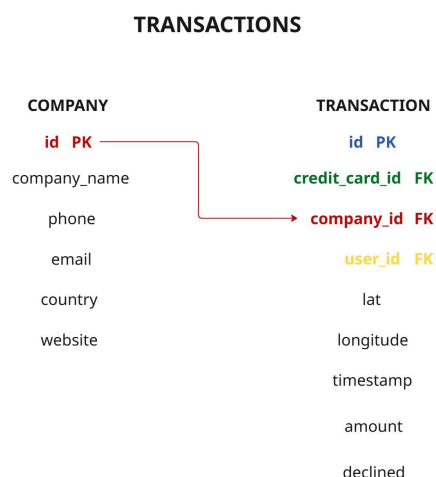 TRANSACTIONS
COMPANY
id PK
company_name
phone
email
country
website
TRANSACTION
id PK
credit_card_id FK
company_id FK
user_id FK
lat
longitude
timestamp
amount
declined